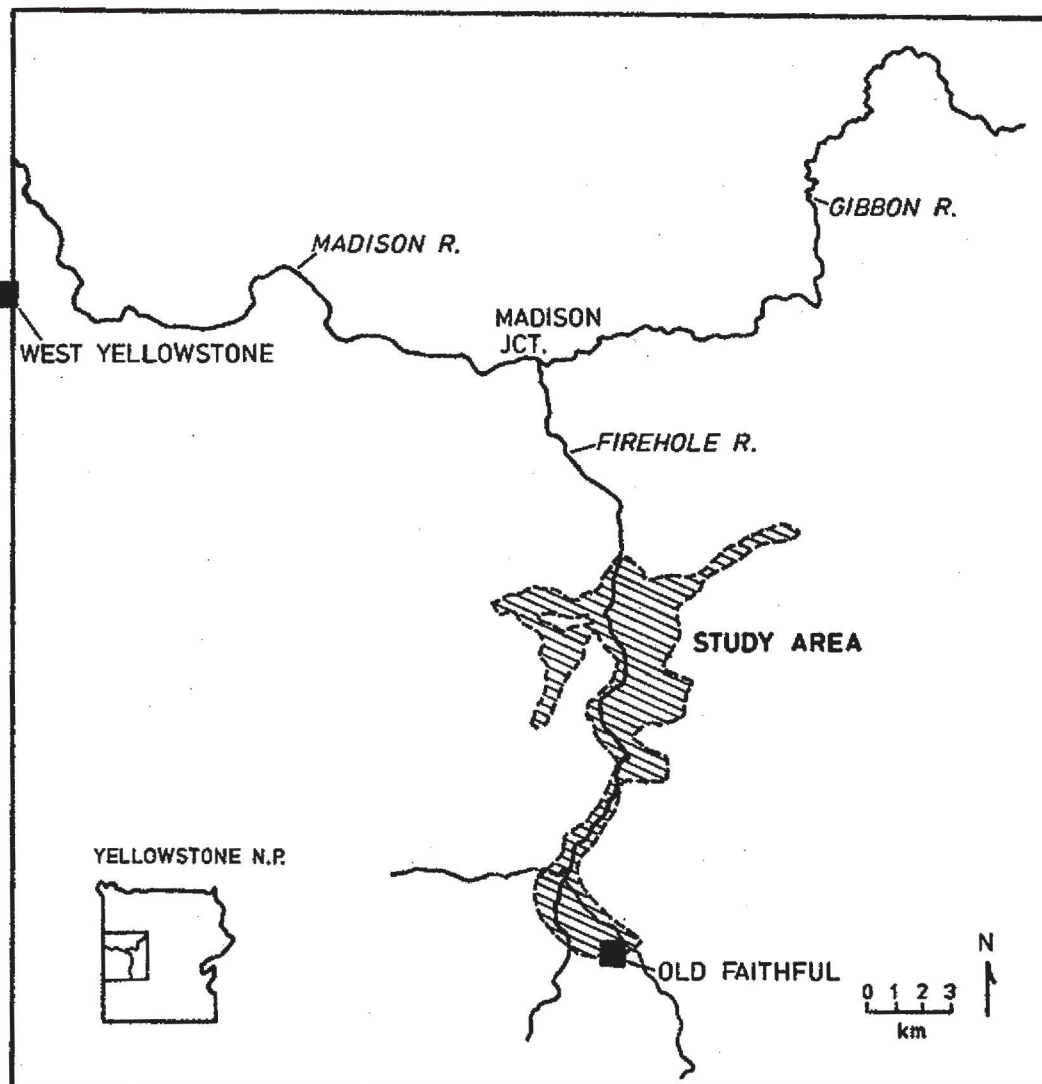 GIBBON R.
MADISON R.
MADISON
JCT.
WEST YELLOWSTONE
FIREHOLE R.
STUDY AREA
YELLOWSTONE N.P.
OLD FAITHFUL
N
0 1 2 3
km